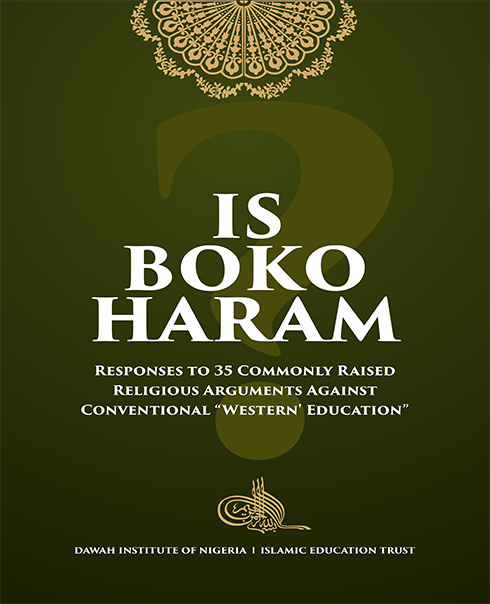 IS
BOKO
HARAM
RESPONSES TO 35 COMMONLY RAISED
RELIGIOUS ARGUMENTS AGAINST
CONVENTIONAL “WESTERN’ EDUCATION”
?
DAWAH INSTITUTE OF NIGERIA I ISLAMIC EDUCATION TRUST